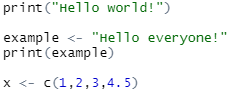 print("Hello world!")
example <- "Hello everyone!"
print(example)
x <- c(1,2,3,4.5)